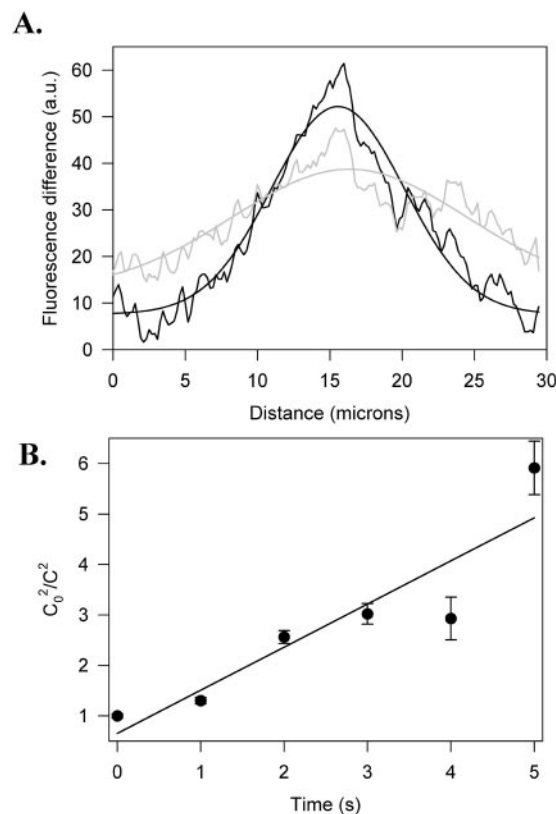 A.
Fluorescence difference (a.u.)
60
50
40
30
20
10
0
0 5 10 15 20 25 30
Distance (microns)
B.
C₀²/C²
6
5
4
3
2
1
0 1 2 3 4 5
Time (s)